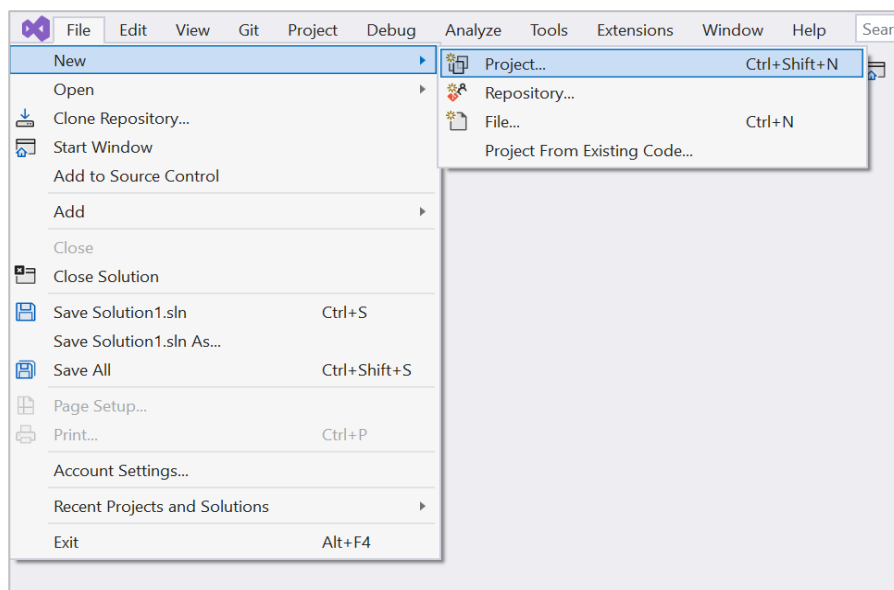 File Edit View Git Project Debug Analyze Tools Extensions Window Help
New
Open
Clone Repository...
Start Window
Add to Source Control
Add
Close
Close Solution
Save Solution1.sln Ctrl+S
Save Solution1.sln As...
Save All Ctrl+Shift+S
Page Setup...
Print... Ctrl+P
Account Settings...
Recent Projects and Solutions
Exit Alt+F4
Project... Ctrl+Shift+N
Repository...
File... Ctrl+N
Project From Existing Code...